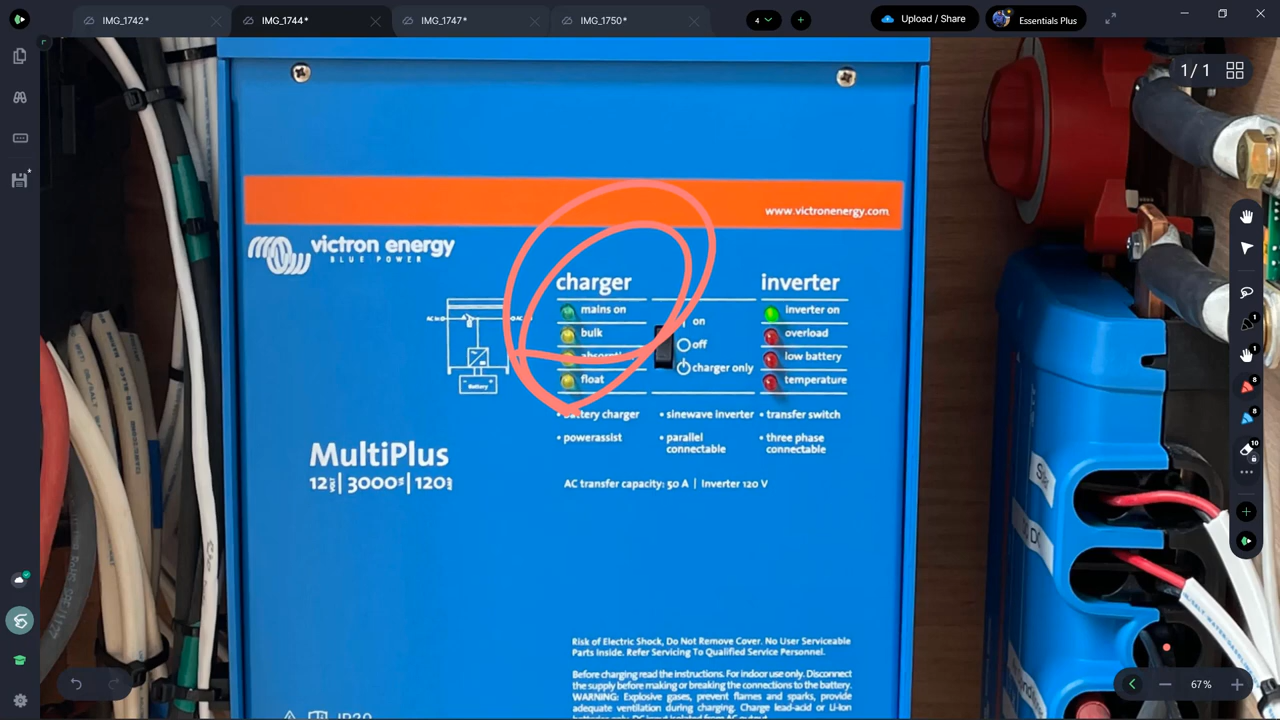 IMG_1742*
IMG_1744*
IMG_1747*
IMG_1750*
4
Upload / Share
Essentials Plus
1 / 1
www.victronenergy.com
victron energy
BLUE POWER
charger
inverter
mains on
bulk
float
on
off
charger only
inverter on
overload
low battery
temperature
Battery
battery charger
• powerassist
• sinewave inverter
• parallel
connectable
• transfer switch
• three phase
connectable
MultiPlus
12 | 3000 | 120
AC transfer capacity: 50 A | Inverter 120 V
Risk of Electric Shock, Do Not Remove Cover. No User Serviceable
Parts Inside. Refer Servicing To Qualified Service Personnel.
Before charging read the instructions. For indoor use only. Disconnect
the supply before making or breaking the connections to the battery.
WARNING: Explosive gases, prevent flames and sparks, provide
adequate ventilation during charging. Charge lead-acid or Li-Ion
67 %